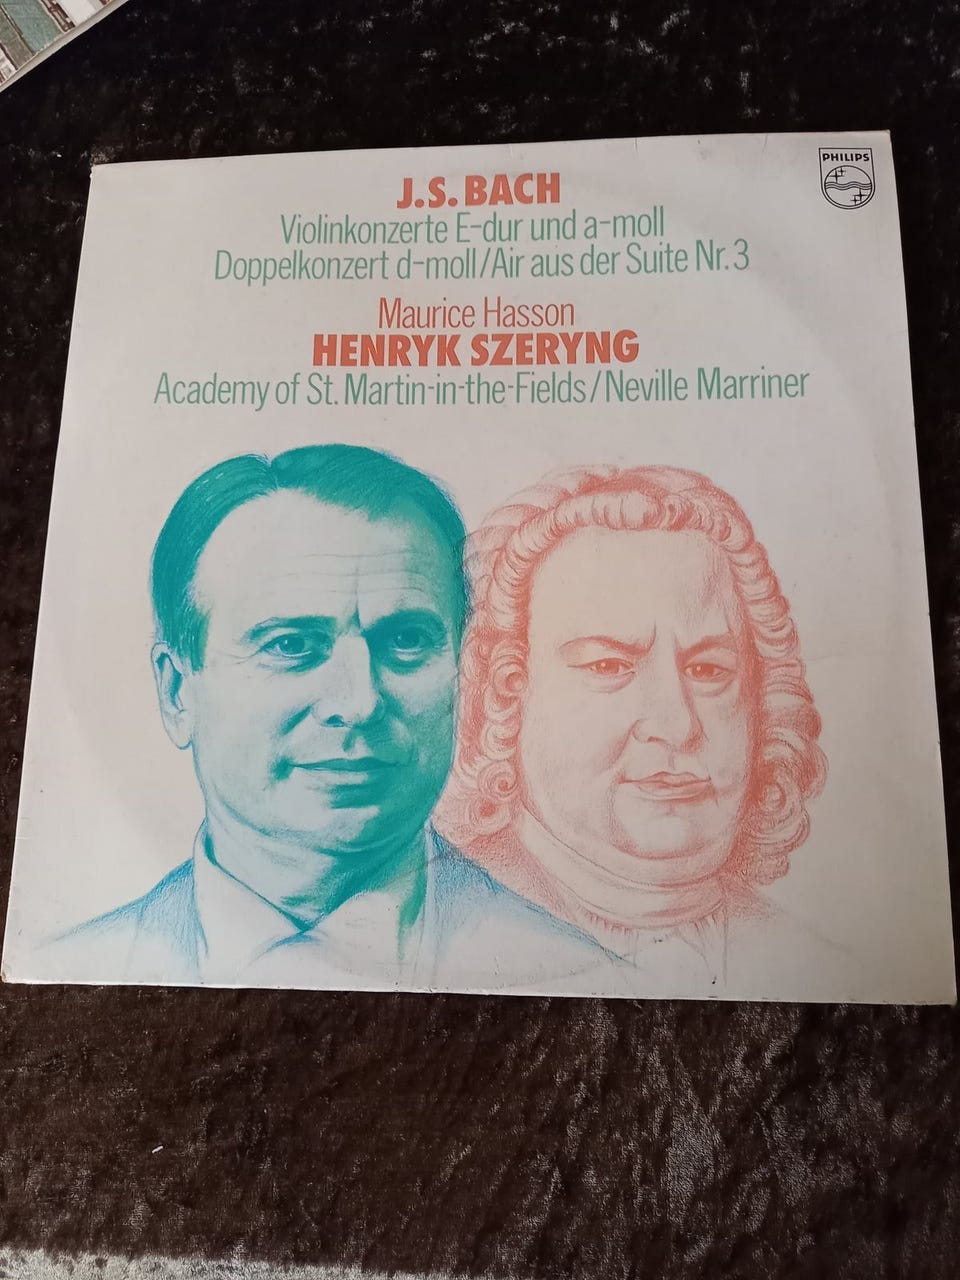 PHILIPS
J.S. BACH
Violinkonzerte E-dur und a-moll
Doppelkonzert d-moll/Air aus der Suite Nr. 3
Maurice Hasson
HENRYK SZERYNG
Academy of St. Martin-in-the-Fields/Neville Marriner